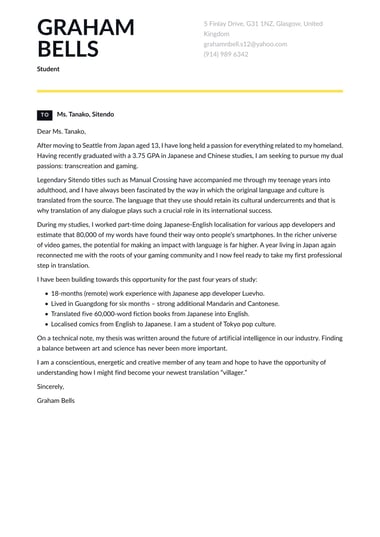 GRAHAM
BELLS
Student
5 Finlay Drive, G31 1NZ, Glasgow, United
Kingdom
grahamnbell.s12@yahoo.com
(914) 989 6342
TO Ms. Tanako, Sitendo
Dear Ms. Tanako,
After moving to Seattle from Japan aged 13, I have long held a passion for everything related to my homeland.
Having recently graduated with a 3.75 GPA in Japanese and Chinese studies, I am seeking to pursue my dual
passions: transcreation and gaming.
Legendary Sitendo titles such as Manual Crossing have accompanied me through my teenage years into
adulthood, and I have always been fascinated by the way in which the original language and culture is
translated from the source. The language that they use should retain its cultural undercurrents and that is
why translation of any dialogue plays such a crucial role in its international success.
During my studies, I worked part-time doing Japanese-English localisation for various app developers and
estimate that 80,000 of my words have found their way onto people's smartphones. In the richer universe
of video games, the potential for making an impact with language is far higher. A year living in Japan again
reconnected me with the roots of your gaming community and I now feel ready to take my first professional
step in translation.
I have been building towards this opportunity for the past four years of study:
• 18-months (remote) work experience with Japanese app developer Luevho.
• Lived in Guangdong for six months – strong additional Mandarin and Cantonese.
• Translated five 60,000-word fiction books from Japanese into English.
• Localised comics from English to Japanese. I am a student of Tokyo pop culture.
On a technical note, my thesis was written around the future of artificial intelligence in our industry. Finding
a balance between art and science has never been more important.
I am a conscientious, energetic and creative member of any team and hope to have the opportunity of
understanding how I might find become your newest translation "villager."
Sincerely,
Graham Bells